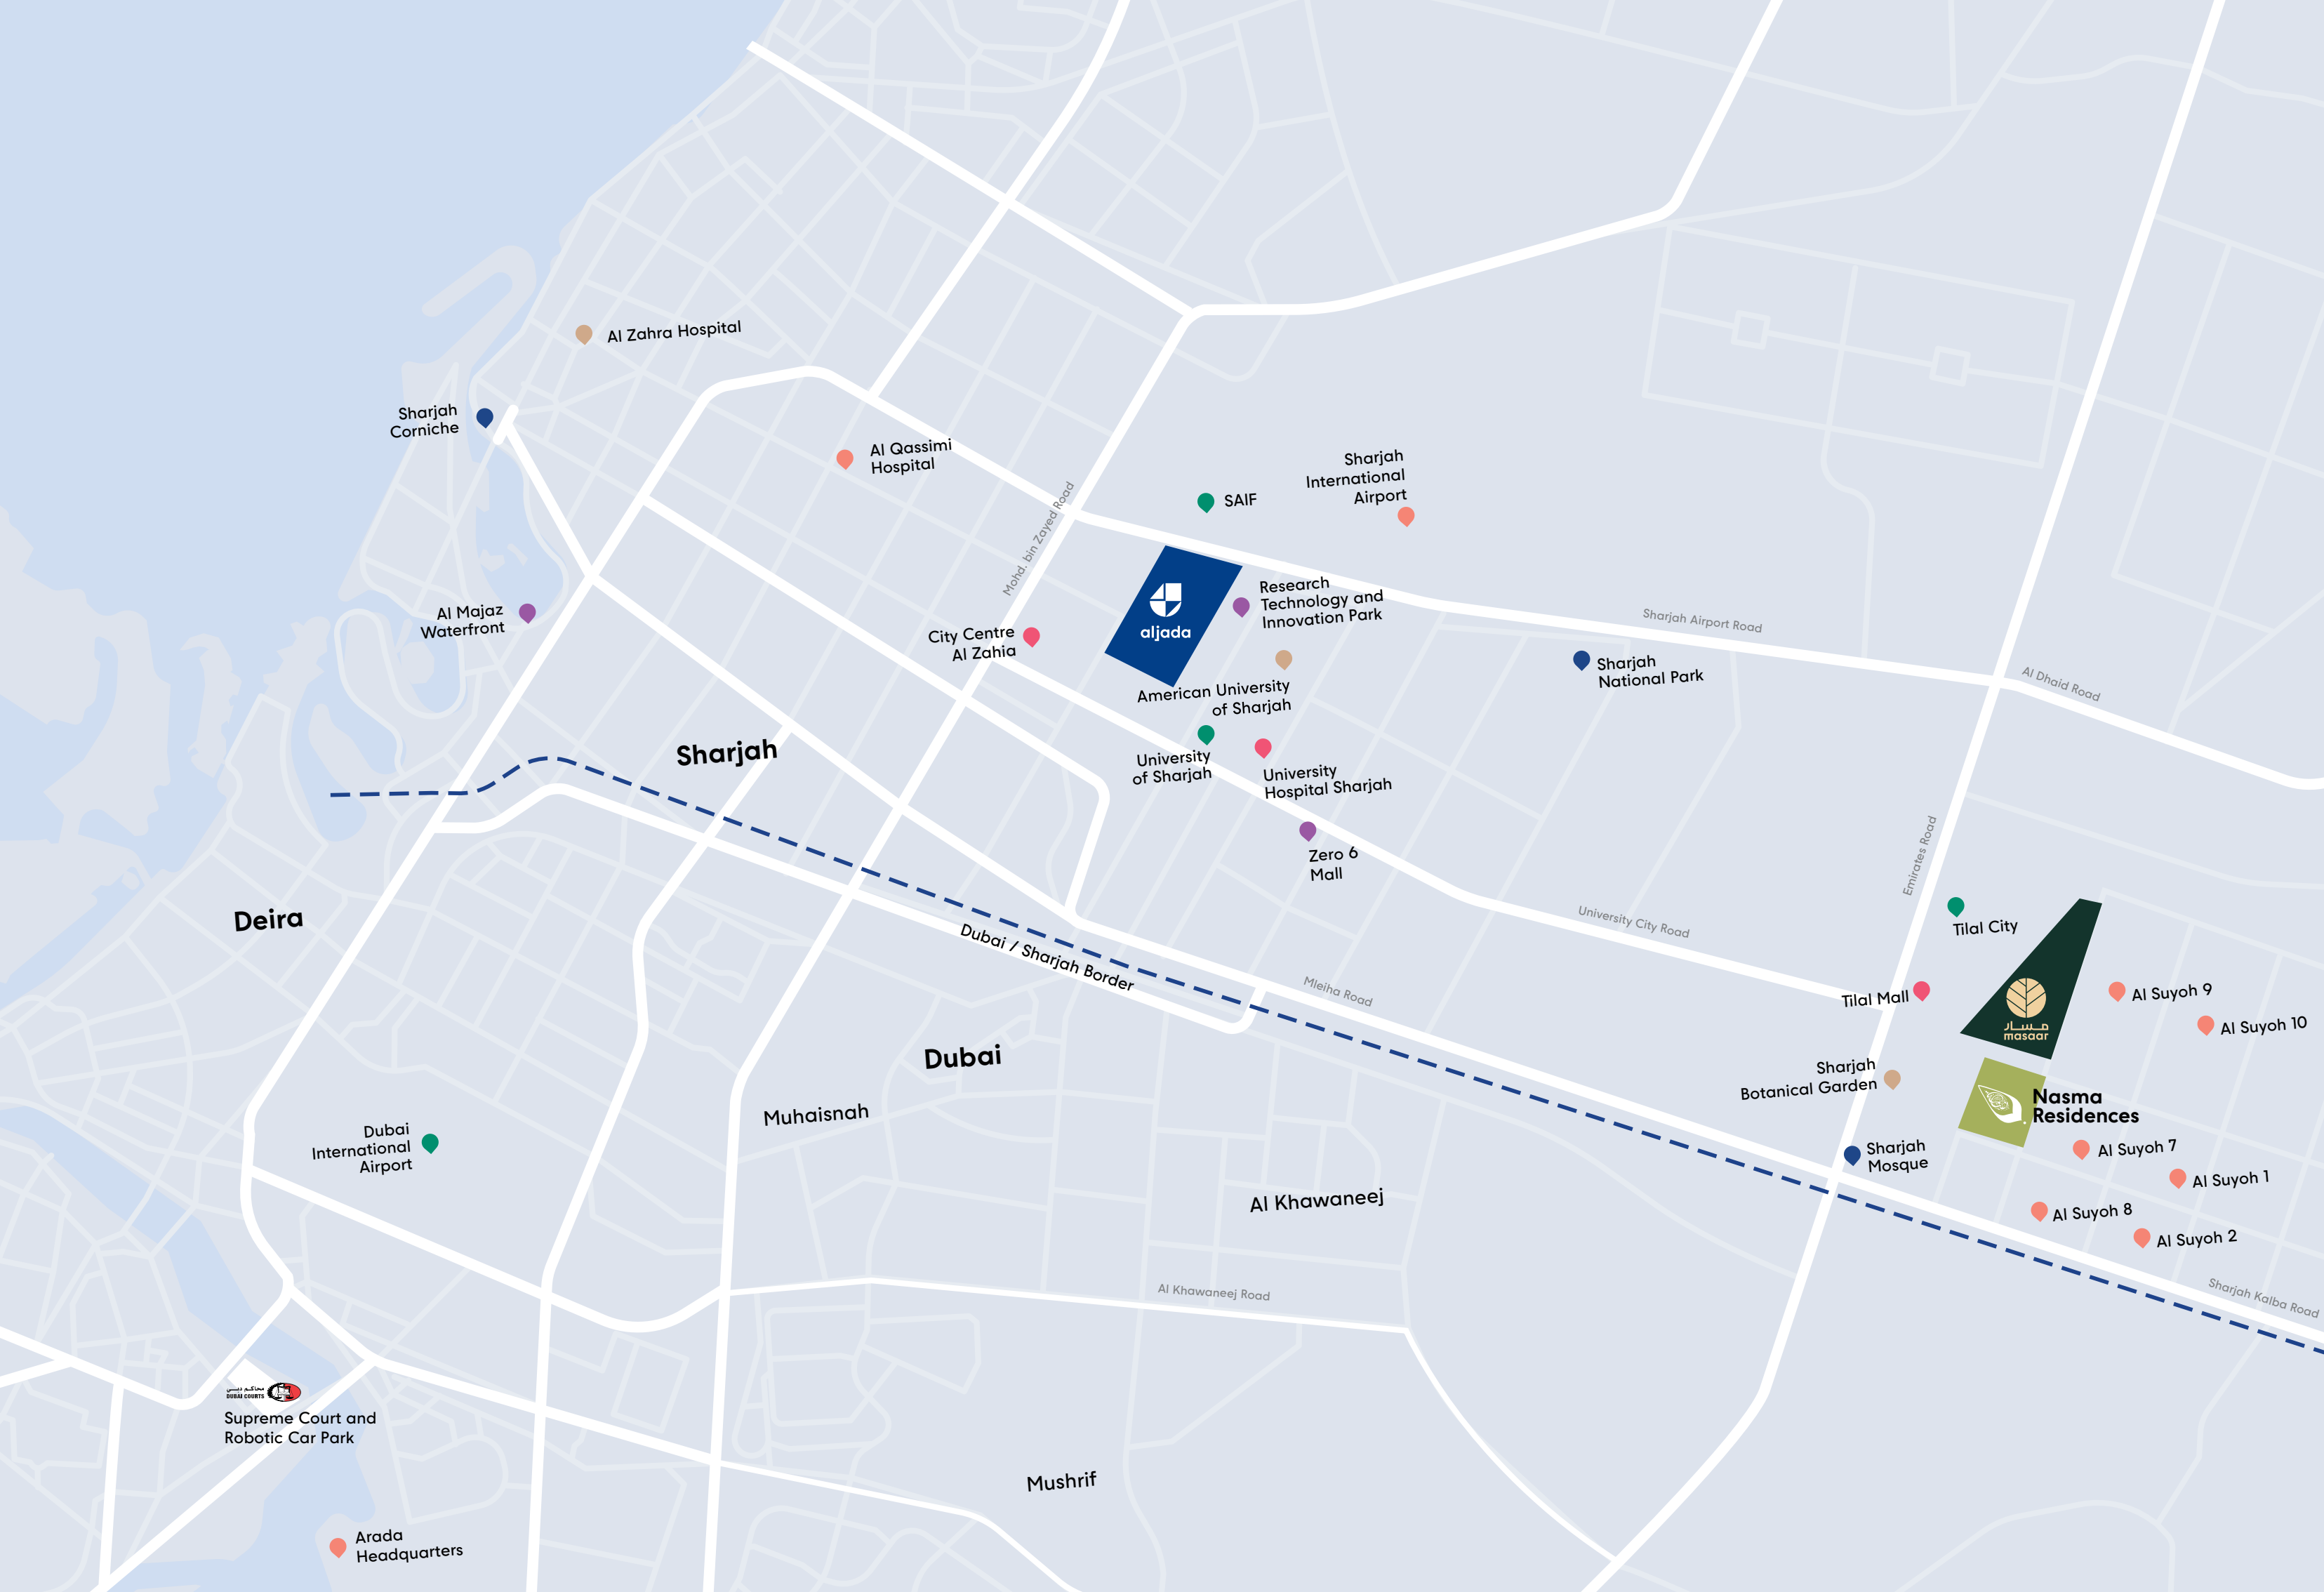 Al Zahra Hospital
Sharjah
Corniche
Al Qassimi
Hospital
Sharjah
International
Airport
SAIF
Mohd. bin Zayed Road
aljada
Research
Technology and
Innovation Park
Al Majaz
Waterfront
City Centre
Al Zahia
Sharjah Airport Road
Sharjah
National Park
Al Dhaid Road
American University
of Sharjah
Sharjah
University
of Sharjah
University
Hospital Sharjah
Zero 6
Mall
Emirates Road
Deira
Dubai / Sharjah Border
University City Road
Tilal City
Mleiha Road
Tilal Mall
مسار
masaar
Al Suyoh 9
Al Suyoh 10
Dubai
Sharjah
Botanical Garden
Nasma
Residences
Muhaisnah
Dubai
International
Airport
Sharjah
Mosque
Al Suyoh 7
Al Suyoh 1
Al Khawaneej
Al Suyoh 8
Al Suyoh 2
Al Khawaneej Road
Sharjah Kalba Road
محاكم دبي
DUBAI COURTS
Supreme Court and
Robotic Car Park
Mushrif
Arada
Headquarters